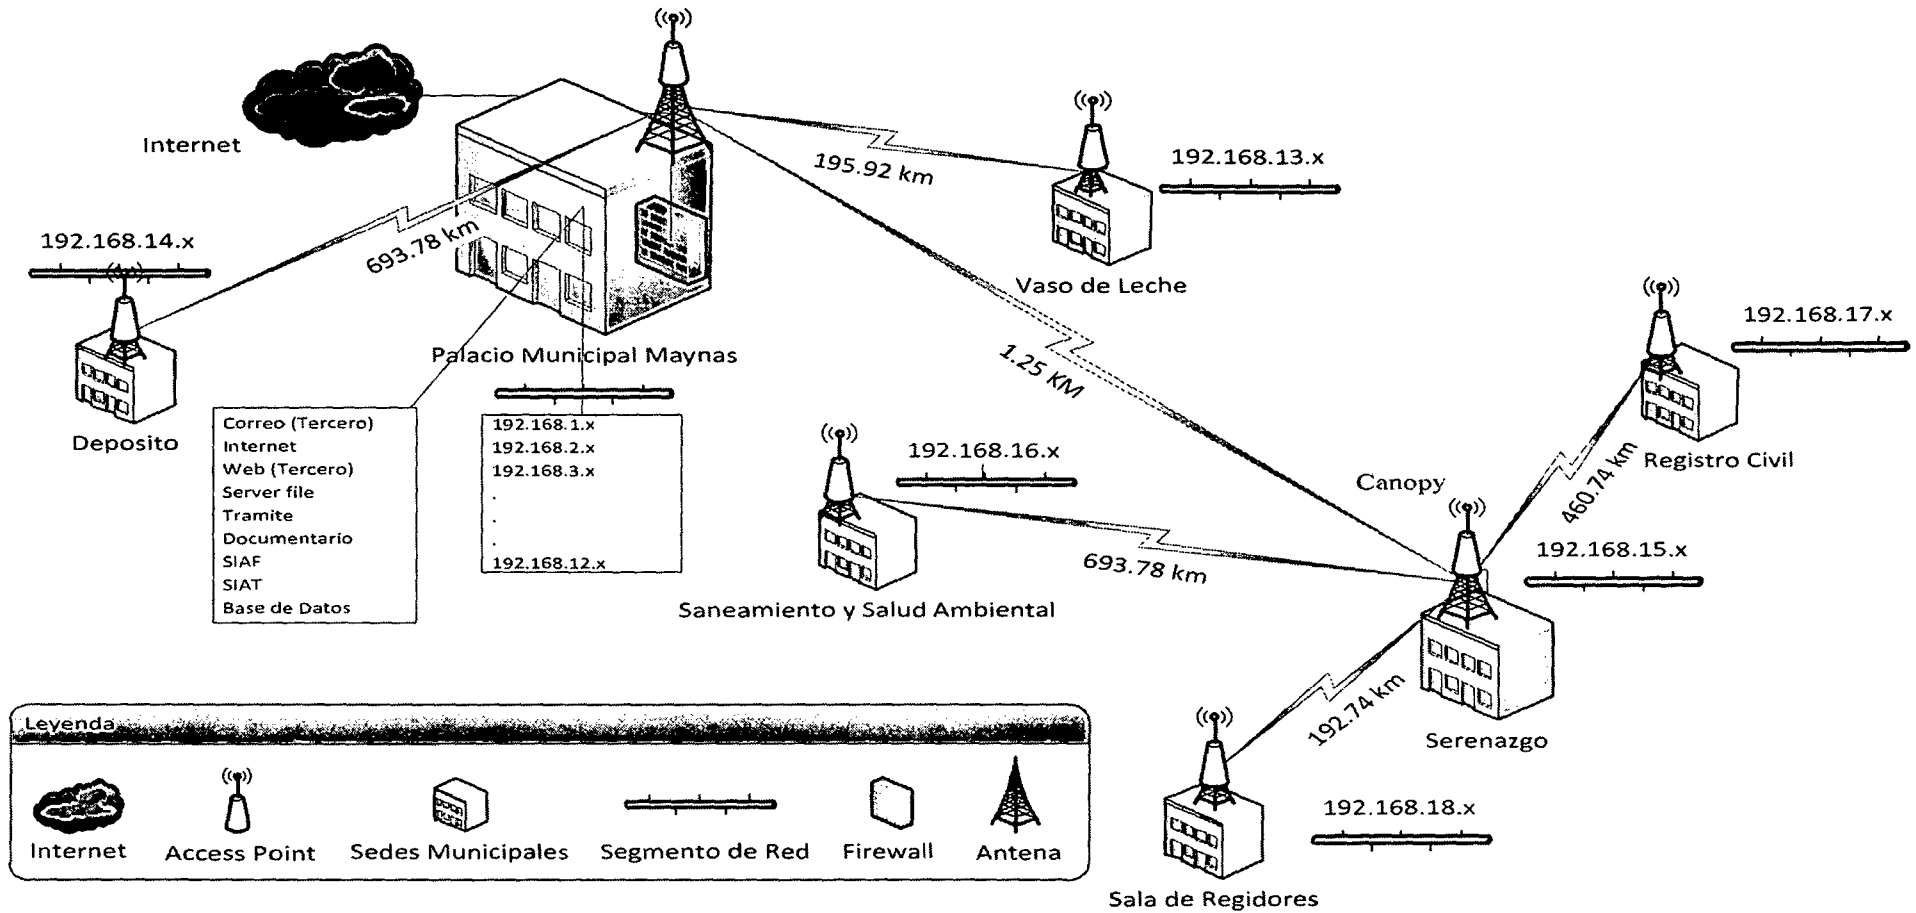 Internet
195.92 km
192.168.13.x
Vaso de Leche
192.168.14.x
693.78 km
Deposito
Palacio Municipal Maynas
Correo (Tercero)
Internet
Web (Tercero)
Server file
Tramite
Documentario
SIAF
SIAT
Base de Datos
192.168.1.x
192.168.2.x
192.168.3.x
.
.
.
192.168.12.x
1.25 KM
192.168.17.x
Registro Civil
460.74 km
192.168.16.x
Saneamiento y Salud Ambiental
693.78 km
Canopy
192.168.15.x
Serenazgo
192.74 km
192.168.18.x
Sala de Regidores
Leyenda
Internet
Access Point
Sedes Municipales
Segmento de Red
Firewall
Antena